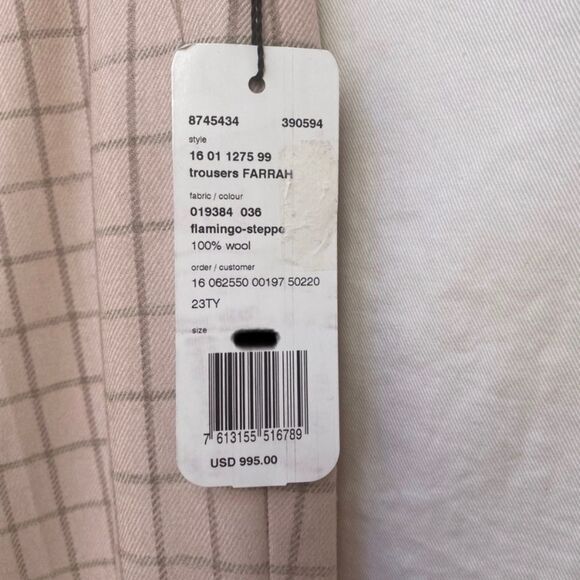 8745434 390594
style
16 01 1275 99
trousers FARRAH
fabric / colour
019384 036
flamingo-steppe
100% wool
order / customer
16 062550 00197 50220
23TY
size
7 613155 516789
USD 995.00